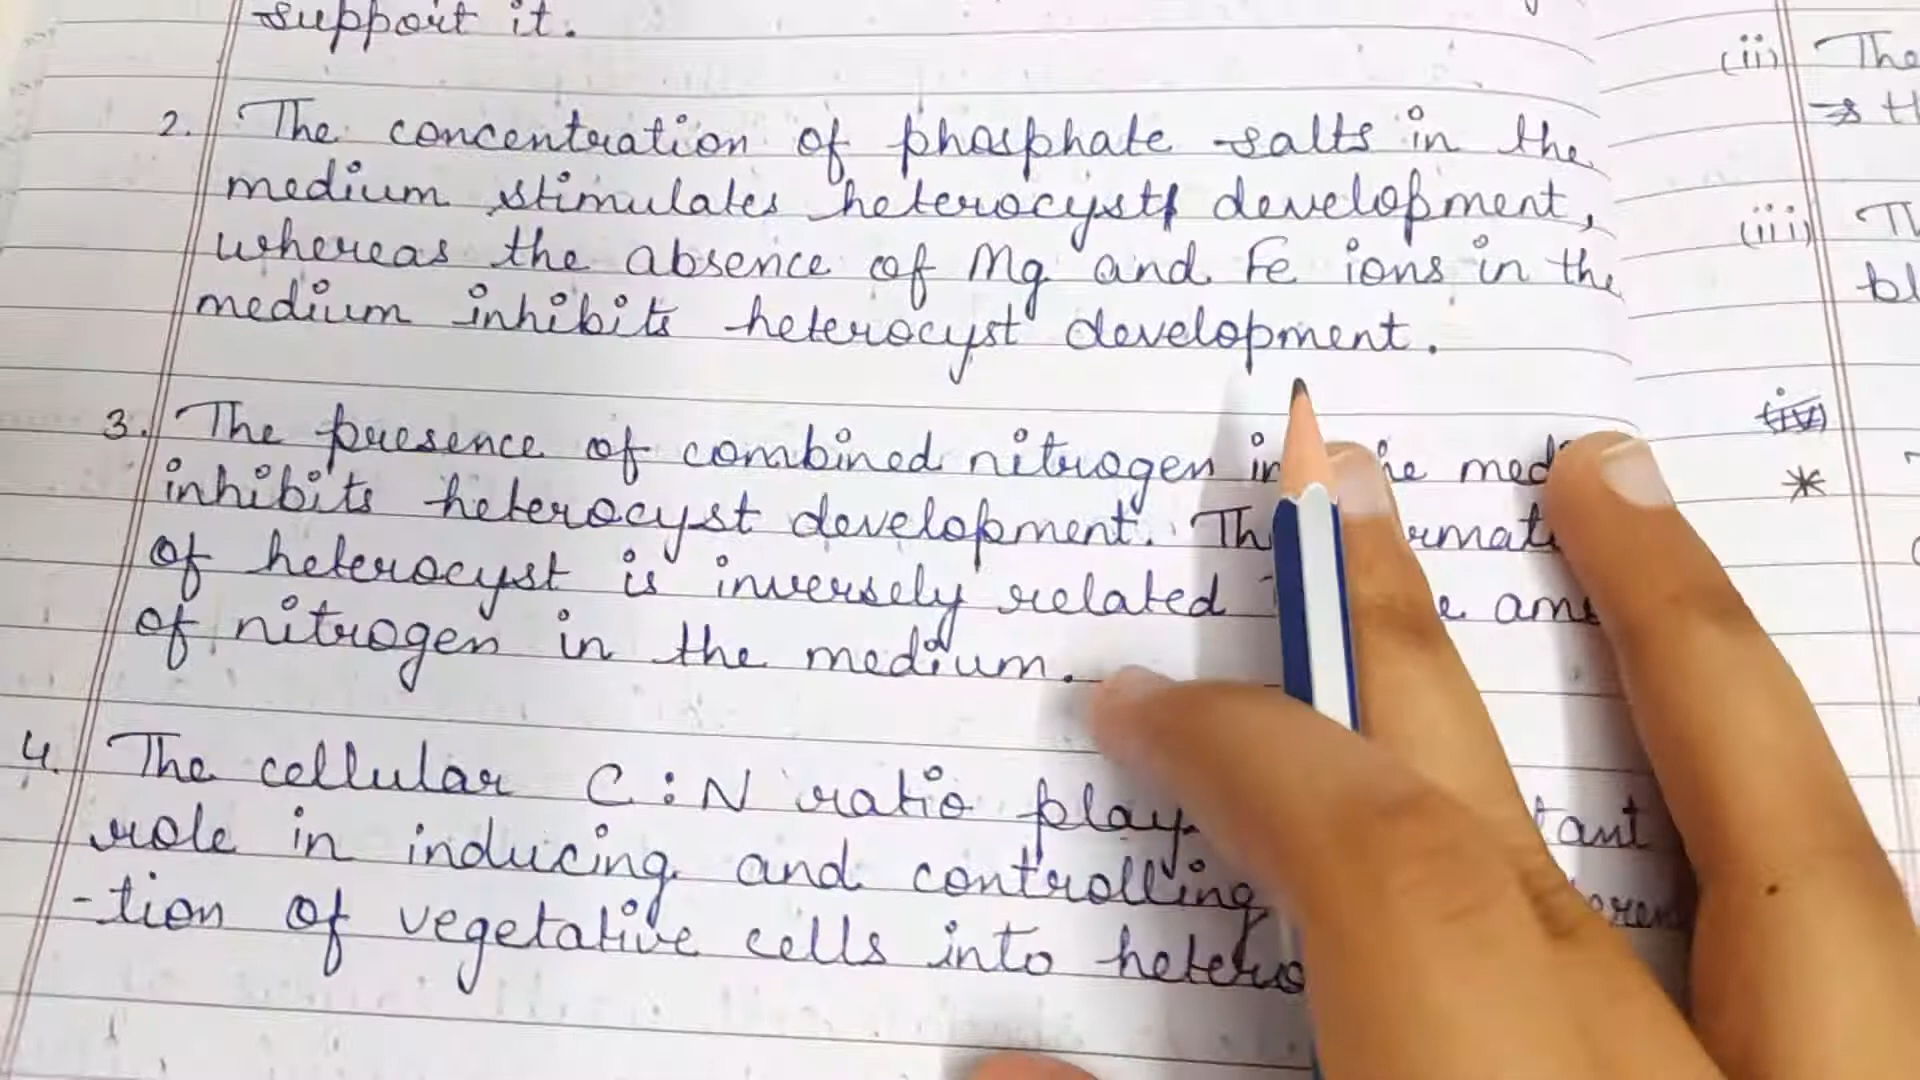 support it.
2. The concentration of phosphate salts in the
medium stimulates heterocyst development,
whereas the absence of Mg and Fe ions in the
medium inhibits heterocyst development.
3. The presence of combined nitrogen in
inhibits heterocyst development.
of heterocyst is inversely related
of nitrogen in the medium.
4. The cellular C:N ratio
role in inducing and controlling
-tion of vegetative cells into
(ii) The
(iii)
(iv)
*